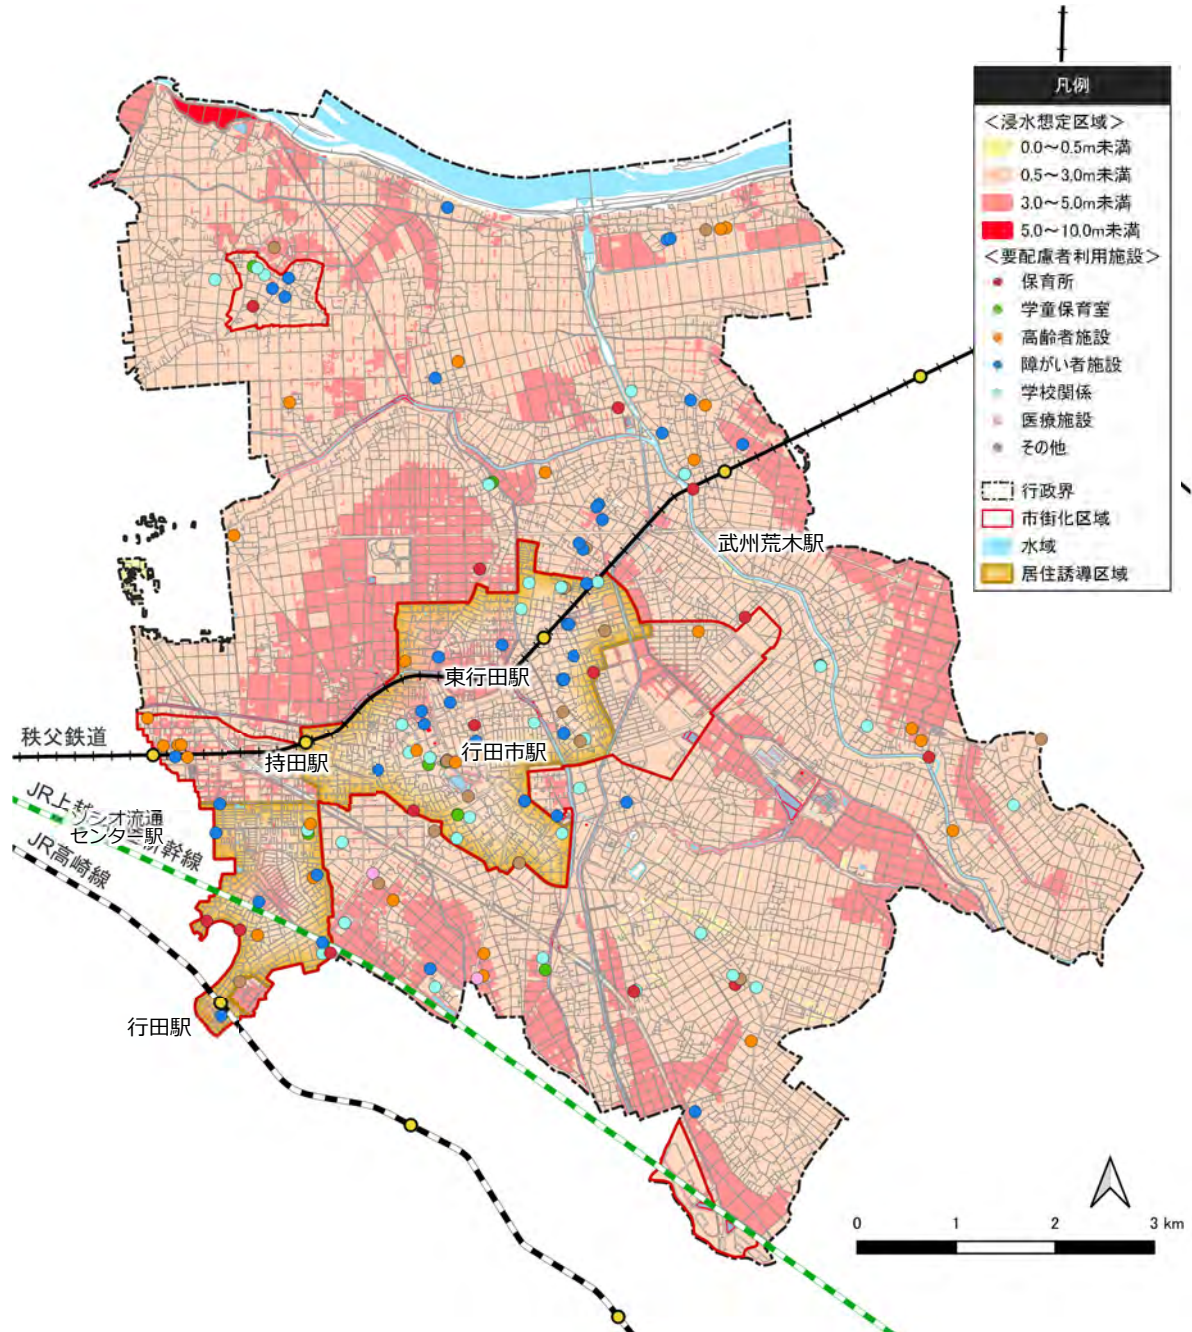 凡例
＜浸水想定区域＞
0.0～0.5m未満
0.5～3.0m未満
3.0～5.0m未満
5.0～10.0m未満
＜要配慮者利用施設＞
保育所
学童保育室
高齢者施設
障がい者施設
学校関係
医療施設
その他
行政界
市街化区域
水域
居住誘導区域
武州荒木駅
東行田駅
行田市駅
秩父鉄道
持田駅
JR上越
新幹線
ソシオ流通
センター駅
JR高崎線
行田駅
0 1 2 3 km